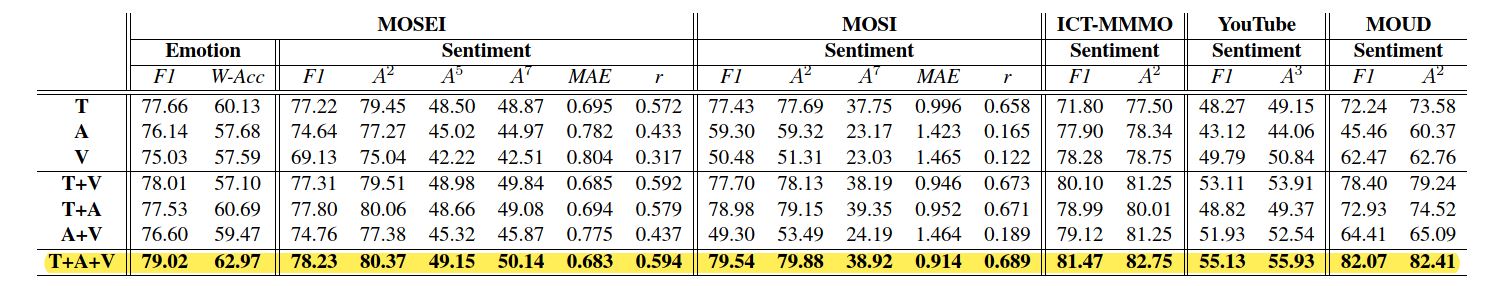 MOSEI MOSI ICT-MMMO YouTube MOUD
Emotion Sentiment Sentiment Sentiment Sentiment Sentiment
F1 W-Acc F1 A2 A5 A7 MAE r F1 A2 A7 MAE r F1 A2 F1 A3 F1 A2
T 77.66 60.13 77.22 79.45 48.50 48.87 0.695 0.572 77.43 77.69 37.75 0.996 0.658 71.80 77.50 48.27 49.15 72.24 73.58
A 76.14 57.68 74.64 77.27 45.02 44.97 0.782 0.433 59.30 59.32 23.17 1.423 0.165 77.90 78.34 43.12 44.06 45.46 60.37
V 75.03 57.59 69.13 75.04 42.22 42.51 0.804 0.317 50.48 51.31 23.03 1.465 0.122 78.28 78.75 49.79 50.84 62.47 62.76
T+V 78.01 57.10 77.31 79.51 48.98 49.84 0.685 0.592 77.70 78.13 38.19 0.946 0.673 80.10 81.25 53.11 53.91 78.40 79.24
T+A 77.53 60.69 77.80 80.06 48.66 49.08 0.694 0.579 78.98 79.15 39.35 0.952 0.671 78.99 80.01 48.82 49.37 72.93 74.52
A+V 76.60 59.47 74.76 77.38 45.32 45.87 0.775 0.437 49.30 53.49 24.19 1.464 0.189 79.12 81.25 51.93 52.54 64.41 65.09
T+A+V 79.02 62.97 78.23 80.37 49.15 50.14 0.683 0.594 79.54 79.88 38.92 0.914 0.689 81.47 82.75 55.13 55.93 82.07 82.41